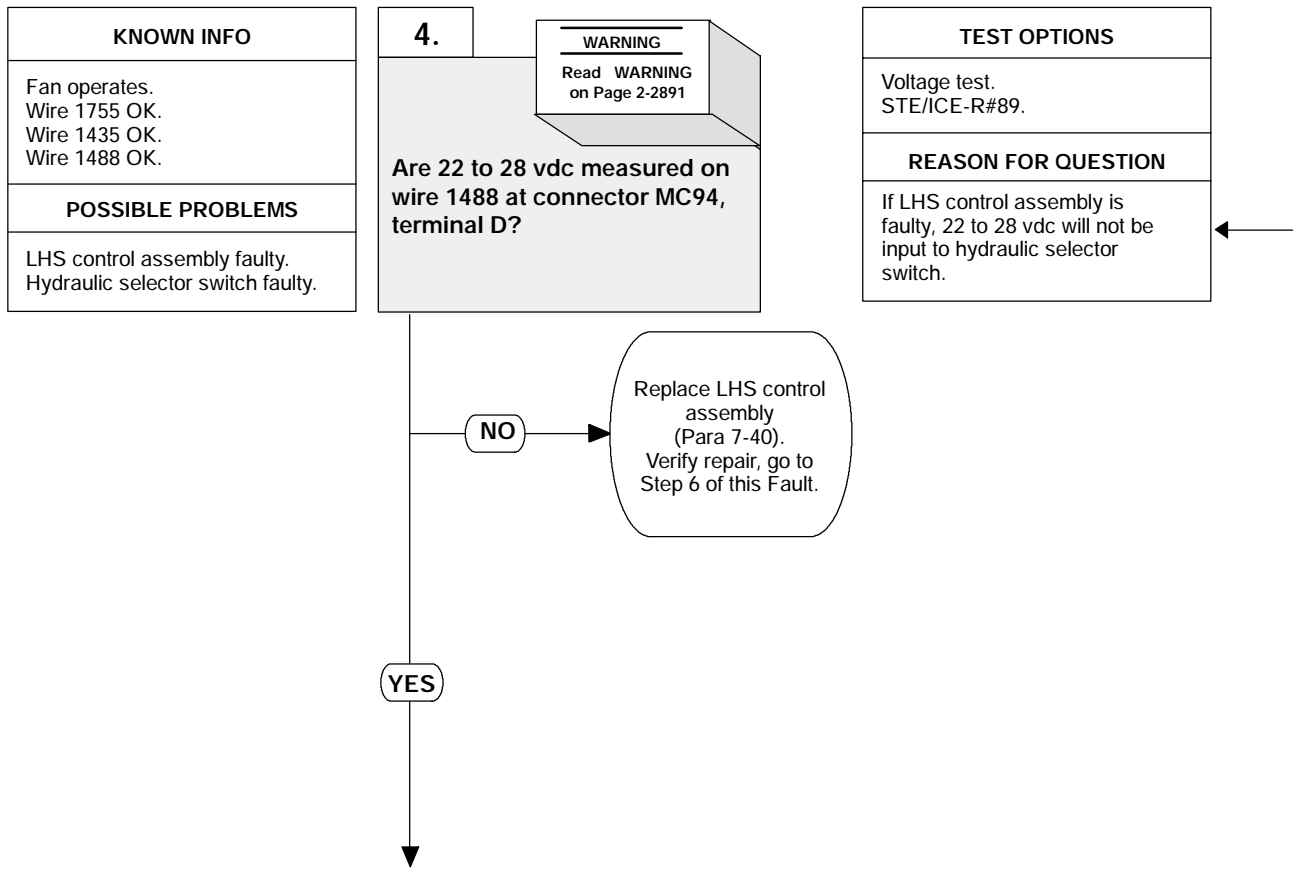 KNOWN INFO
Fan operates.
Wire 1755 OK.
Wire 1435 OK.
Wire 1488 OK.
POSSIBLE PROBLEMS
LHS control assembly faulty.
Hydraulic selector switch faulty.
4.
WARNING
Read WARNING
on Page 2-2891
Are 22 to 28 vdc measured on
wire 1488 at connector MC94,
terminal D?
TEST OPTIONS
Voltage test.
STE/ICE-R#89.
REASON FOR QUESTION
If LHS control assembly is
faulty, 22 to 28 vdc will not be
input to hydraulic selector
switch.
NO
Replace LHS control
assembly
(Para 7-40).
Verify repair, go to
Step 6 of this Fault.
YES